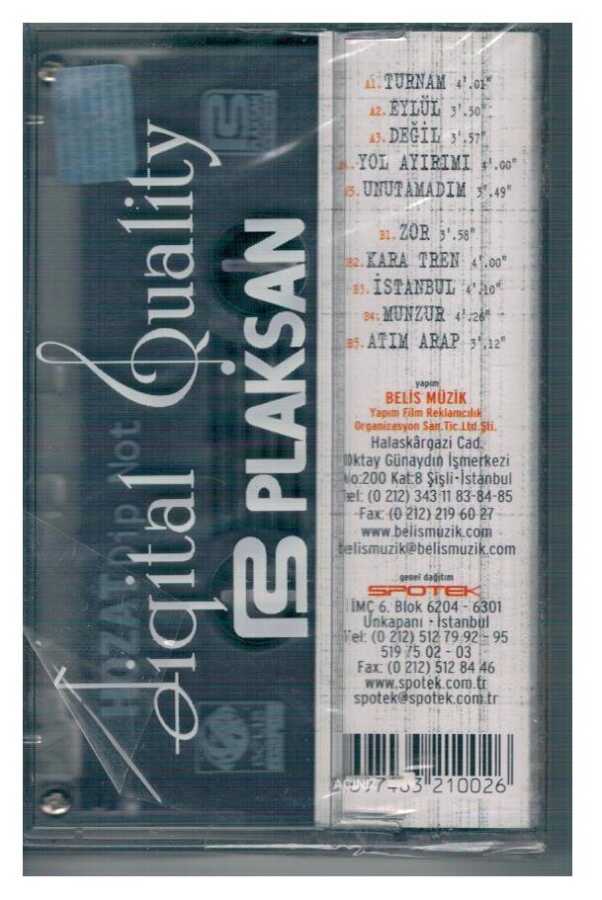 A1. TURNAM 4'.01"
A2. EYLÜL 3'.50"
A3. DEĞİL 3'.57"
YOL AYIRIMI 4'.00"
UNUTAMADIM 3'.49"
B1. ZOR 3'.58"
B2. KARA TREN 4'.00"
B3. İSTANBUL 4'.10"
B4. MUNZUR 4'.26"
B5. ATIM ARAP 3'.12"
yapım
BELİS MÜZİK
Yapım Film Reklamcılık
Organizasyon San.Tic.Ltd.Şti.
Halaskârgazi Cad.
Oktay Günaydın İşmerkezi
No:200 Kat:8 Şişli-İstanbul
Tel: (0 212) 343 11 83-84-85
Fax: (0 212) 219 60 27
www.belismuzik.com
belismuzik@belismuzik.com
genel dağıtım
SPOTEK
İMÇ 6. Blok 6204 - 6301
Unkapanı - İstanbul
Tel: (0 212) 512 79 92 - 95
519 75 02 - 03
Fax: (0 212) 512 84 46
www.spotek.com.tr
spotek@spotek.com.tr
210026
AÇINIZ
Digital Quality
PLAKSAN
HOZAT Dip Not